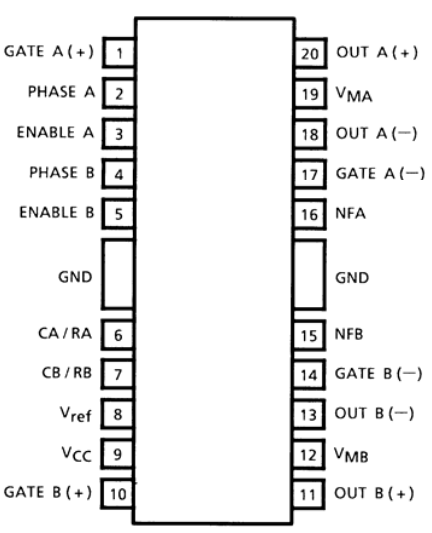 GATE A (+) 1 20 OUT A (+)
PHASE A 2 19 VMA
ENABLE A 3 18 OUT A (−)
PHASE B 4 17 GATE A (−)
ENABLE B 5 16 NFA
GND GND
CA / RA 6 15 NFB
CB / RB 7 14 GATE B (−)
Vref 8 13 OUT B (−)
VCC 9 12 VMB
GATE B (+) 10 11 OUT B (+)